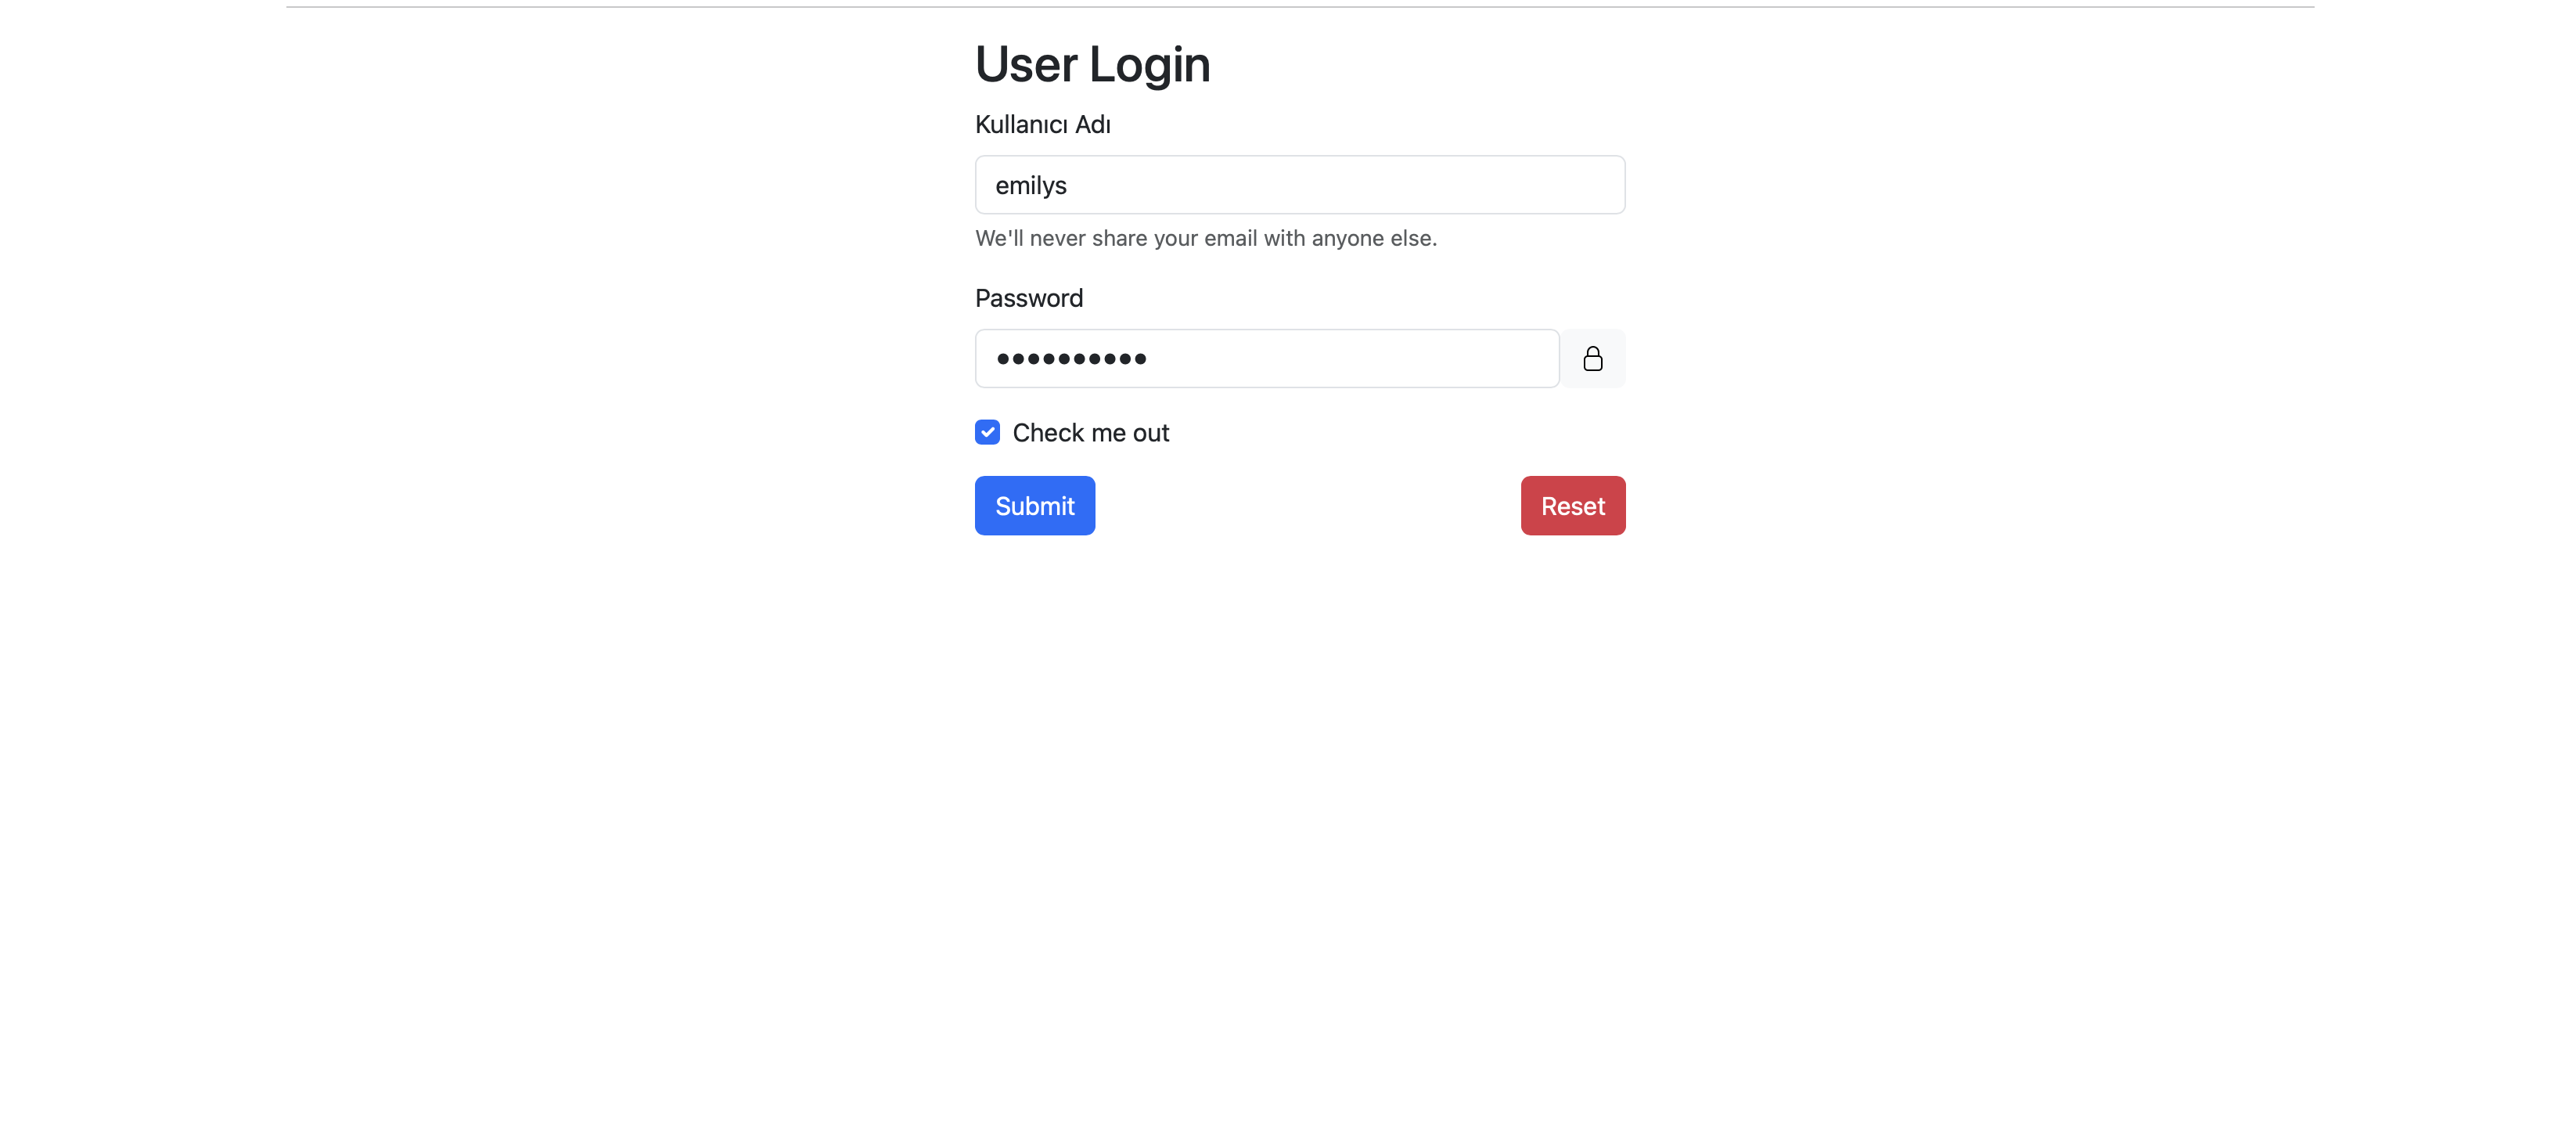 User Login
Kullanıcı Adı
emilys
We'll never share your email with anyone else.
Password
Check me out
Submit
Reset